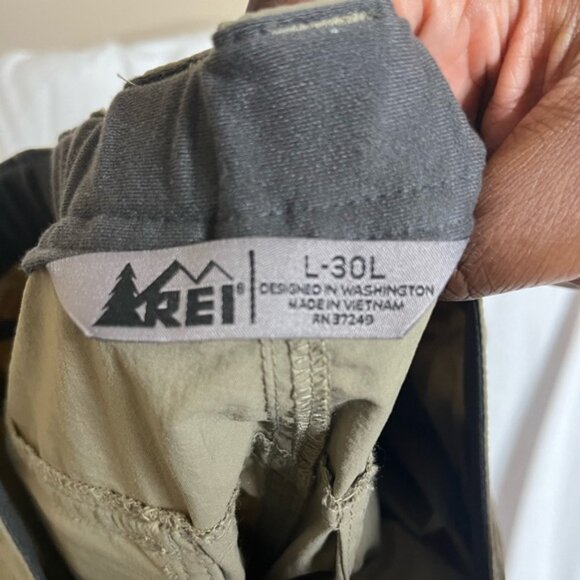 REI®
L-30L
DESIGNED IN WASHINGTON
MADE IN VIETNAM
RN 37249